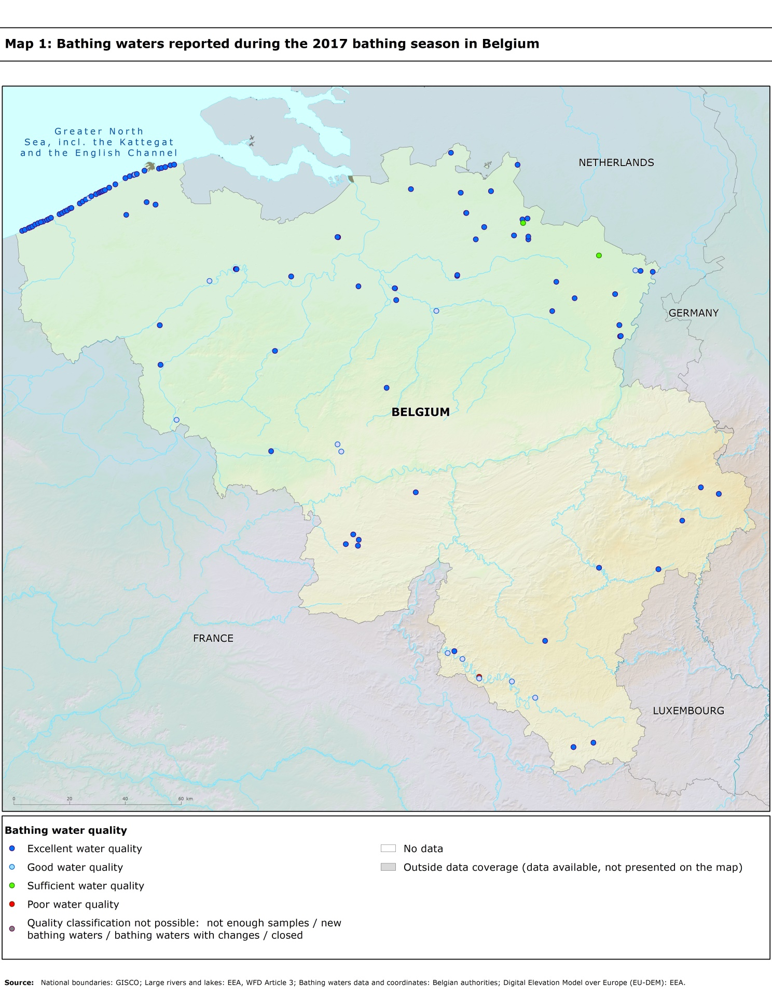 Map 1: Bathing waters reported during the 2017 bathing season in Belgium
Greater North
Sea, incl. the Kattegat
and the English Channel
NETHERLANDS
GERMANY
BELGIUM
FRANCE
LUXEMBOURG
0 20 40 60 km
Bathing water quality
Excellent water quality
Good water quality
Sufficient water quality
Poor water quality
Quality classification not possible: not enough samples / new
bathing waters / bathing waters with changes / closed
No data
Outside data coverage (data available, not presented on the map)
Source: National boundaries: GISCO; Large rivers and lakes: EEA, WFD Article 3; Bathing waters data and coordinates: Belgian authorities; Digital Elevation Model over Europe (EU-DEM): EEA.